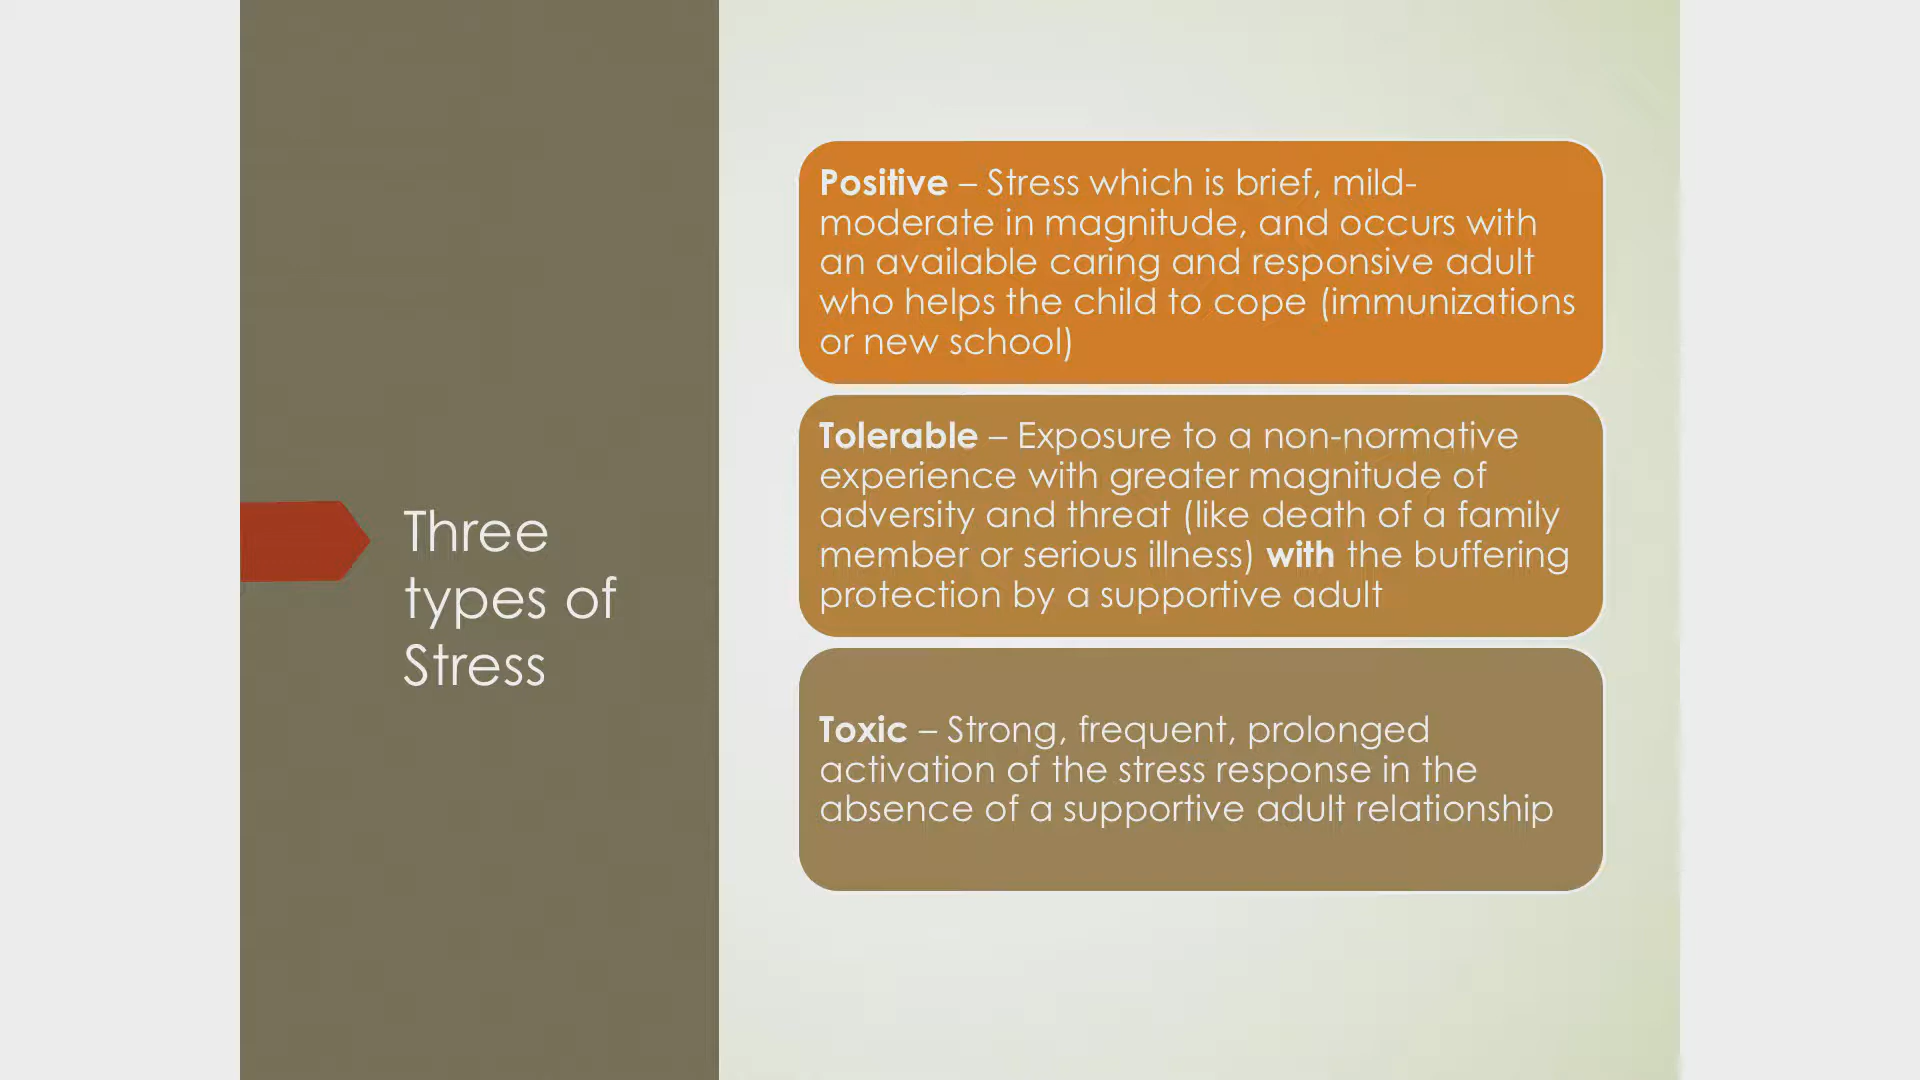 Three
types of
Stress
Positive – Stress which is brief, mild-
moderate in magnitude, and occurs with
an available caring and responsive adult
who helps the child to cope (immunizations
or new school)
Tolerable – Exposure to a non-normative
experience with greater magnitude of
adversity and threat (like death of a family
member or serious illness) with the buffering
protection by a supportive adult
Toxic – Strong, frequent, prolonged
activation of the stress response in the
absence of a supportive adult relationship